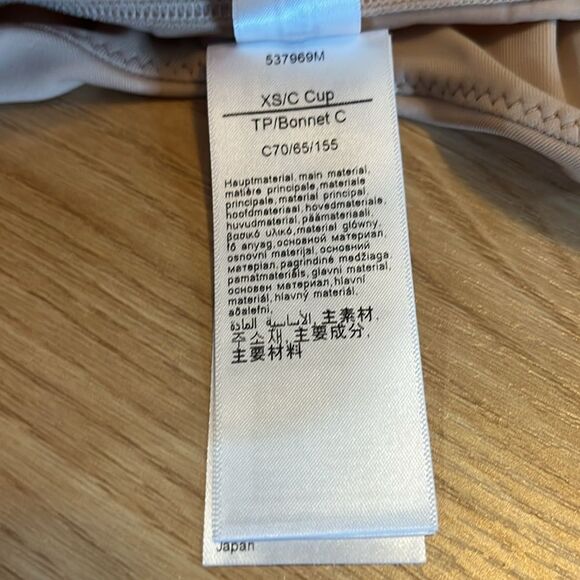 537969M
XS/C Cup
TP/Bonnet C
C70/65/155
Hauptmaterial, main material,
matière principale, materiale
principale, material principal
hoofdmateriaal, hovedmateriale,
huvudmaterial, päämateriaali,
βασικό υλικό, material główny,
fő anyag, основной материал,
osnovni materijal, основний
матеріал, pagrindinė medžiaga,
pamatmateriāls, glavni material,
основен материал, hlavní
materiál, hlavný materiál,
aðalefni,
المادة الأساسية, 主素材,
주소재, 主要成分,
主要材料
Japan